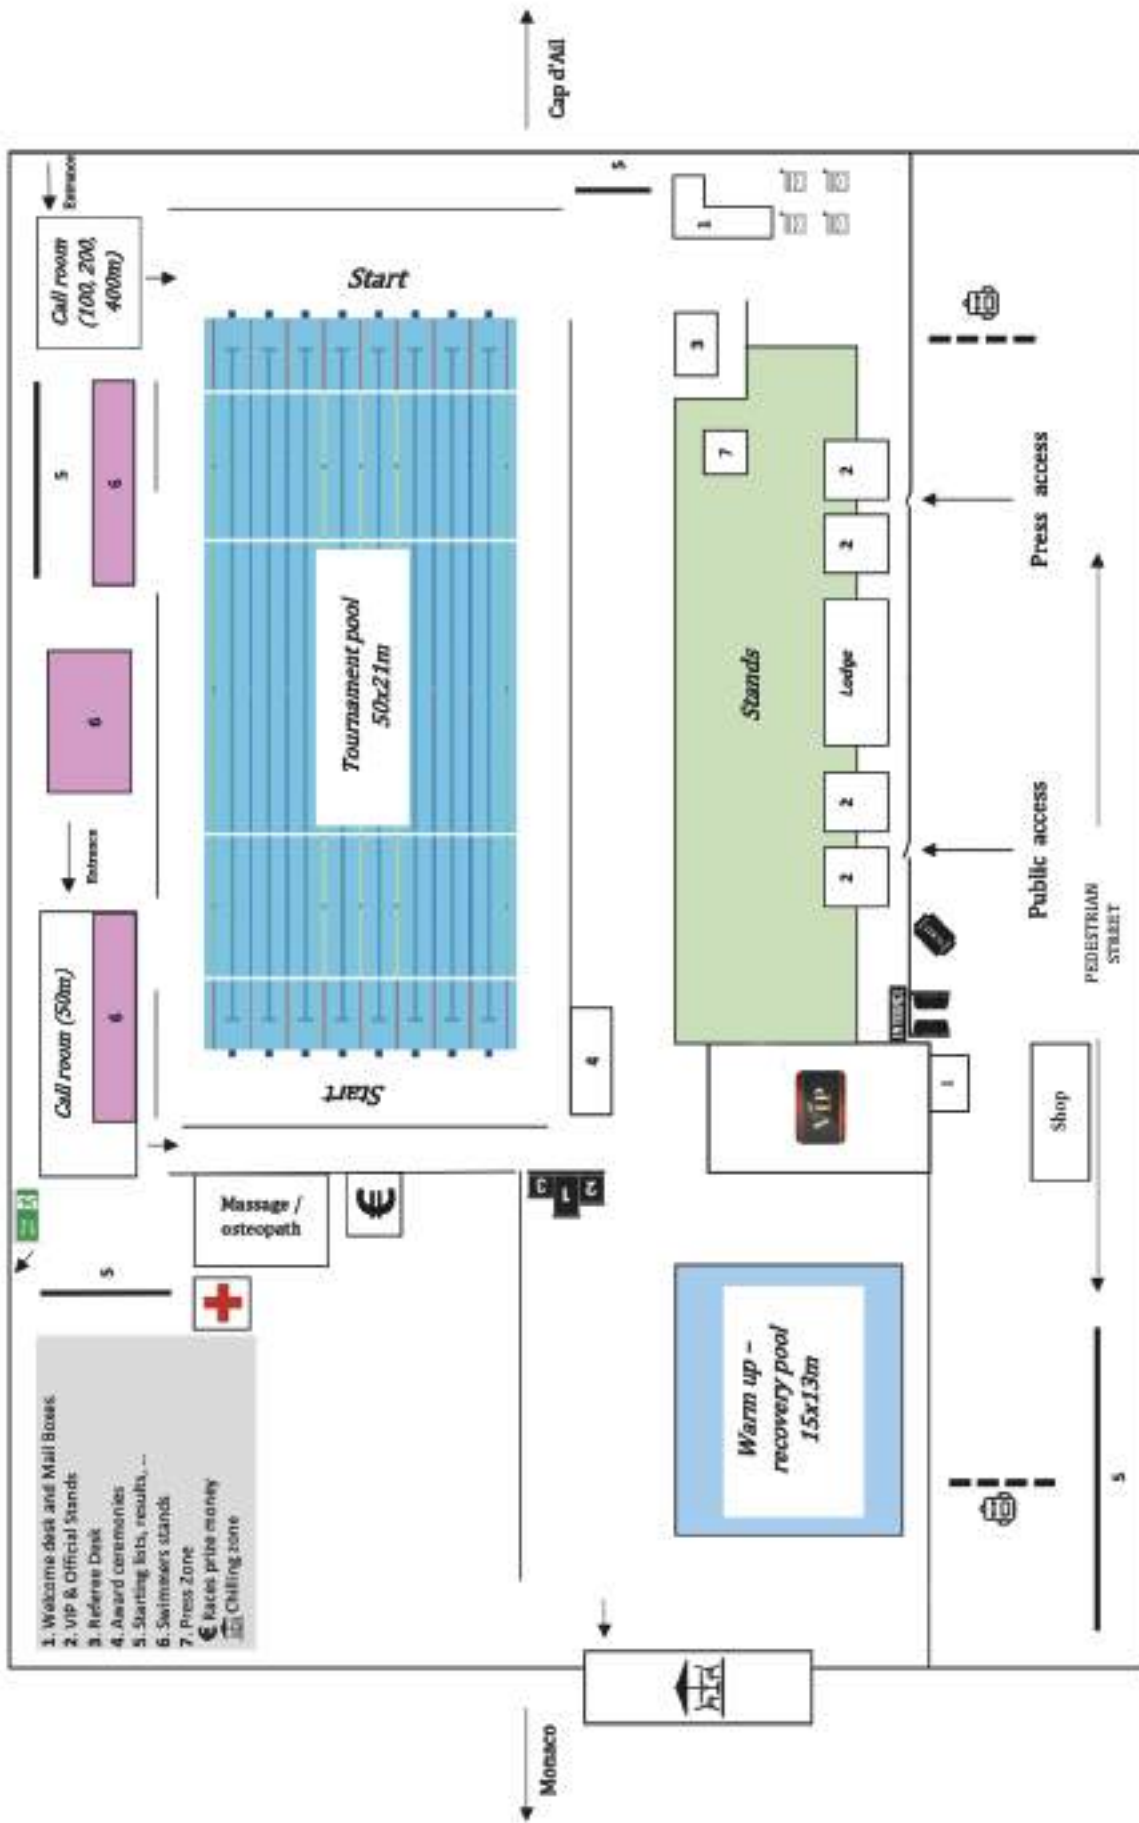 1. Welcome desk and Mail Boxes
2. VIP & Official Stands
3. Referee Desk
4. Award ceremonies
5. Starting lists, results, ...
6. Swimmers stands
7. Press Zone
€ Races prize money
Chilling zone
5
Massage /
osteopath
€
Call room (50m)
6
Entrance
6
5
6
Call room
(100, 200,
400m)
Entrance
Start
Tournament pool
50x21m
Start
Monaco
Cap d'Ail
3
1
2
4
5
1
3
7
Stands
2
2
Lodge
2
2
VIP
1
Warm up –
recovery pool
15x13m
Shop
Public access
Press access
PEDESTRIAN
STREET
5